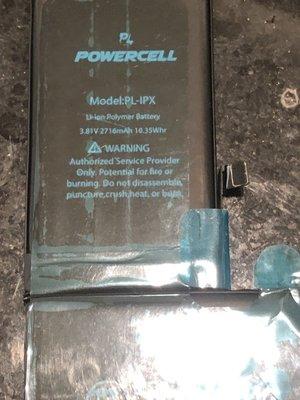 PL
POWERCELL
Model:PL-IPX
Li-ion Polymer Battery
3.81V 2716mAh 10.35Whr
WARNING
Authorized Service Provider
Only. Potential for fire or
burning. Do not disassemble,
puncture,crush,heat, or burn.